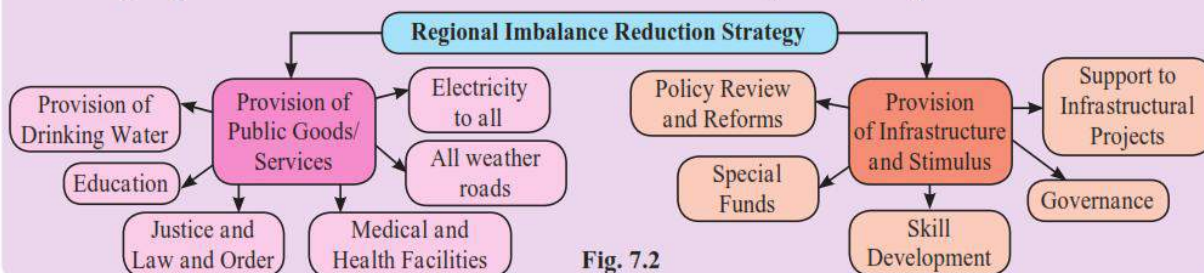 Regional Imbalance Reduction Strategy
Provision of
Public Goods/
Services
Provision of
Drinking Water
Education
Justice and
Law and Order
Medical and
Health Facilities
All weather
roads
Electricity
to all
Provision
of Infrastructure
and Stimulus
Policy Review
and Reforms
Special
Funds
Skill
Development
Governance
Support to
Infrastructural
Projects
Fig. 7.2